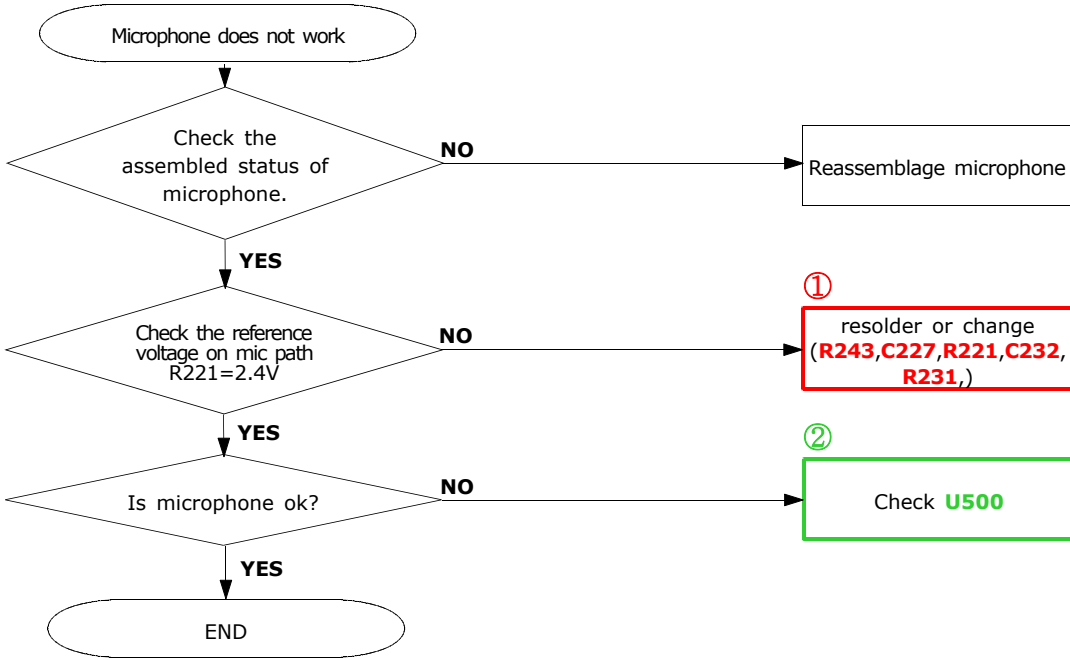 Microphone does not work
Check the
assembled status of
microphone.
NO
Reassemblage microphone
YES
Check the reference
voltage on mic path
R221=2.4V
NO
①
resolder or change
(R243,C227,R221,C232,
R231,)
YES
Is microphone ok?
NO
②
Check U500
YES
END